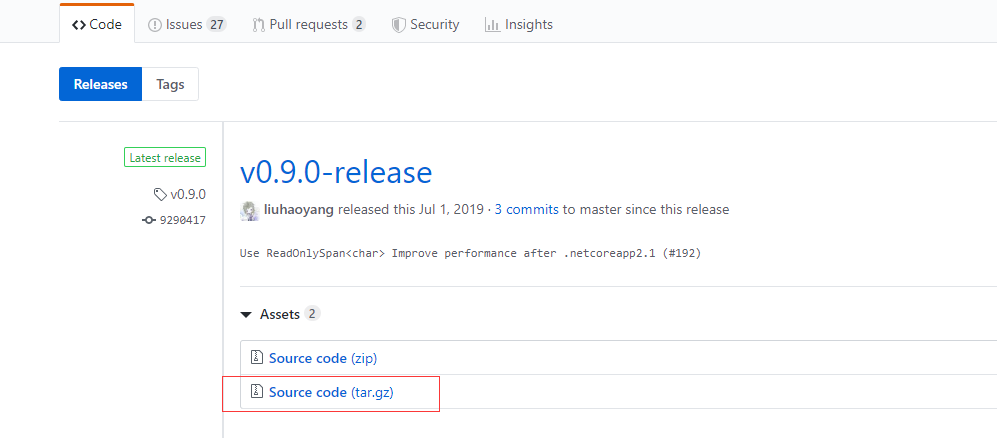 Code Issues 27 Pull requests 2 Security Insights
Releases Tags
Latest release
v0.9.0
9290417
v0.9.0-release
liuhaoyang released this Jul 1, 2019 · 3 commits to master since this release
Use ReadOnlySpan<char> Improve performance after .netcoreapp2.1 (#192)
Assets 2
Source code (zip)
Source code (tar.gz)